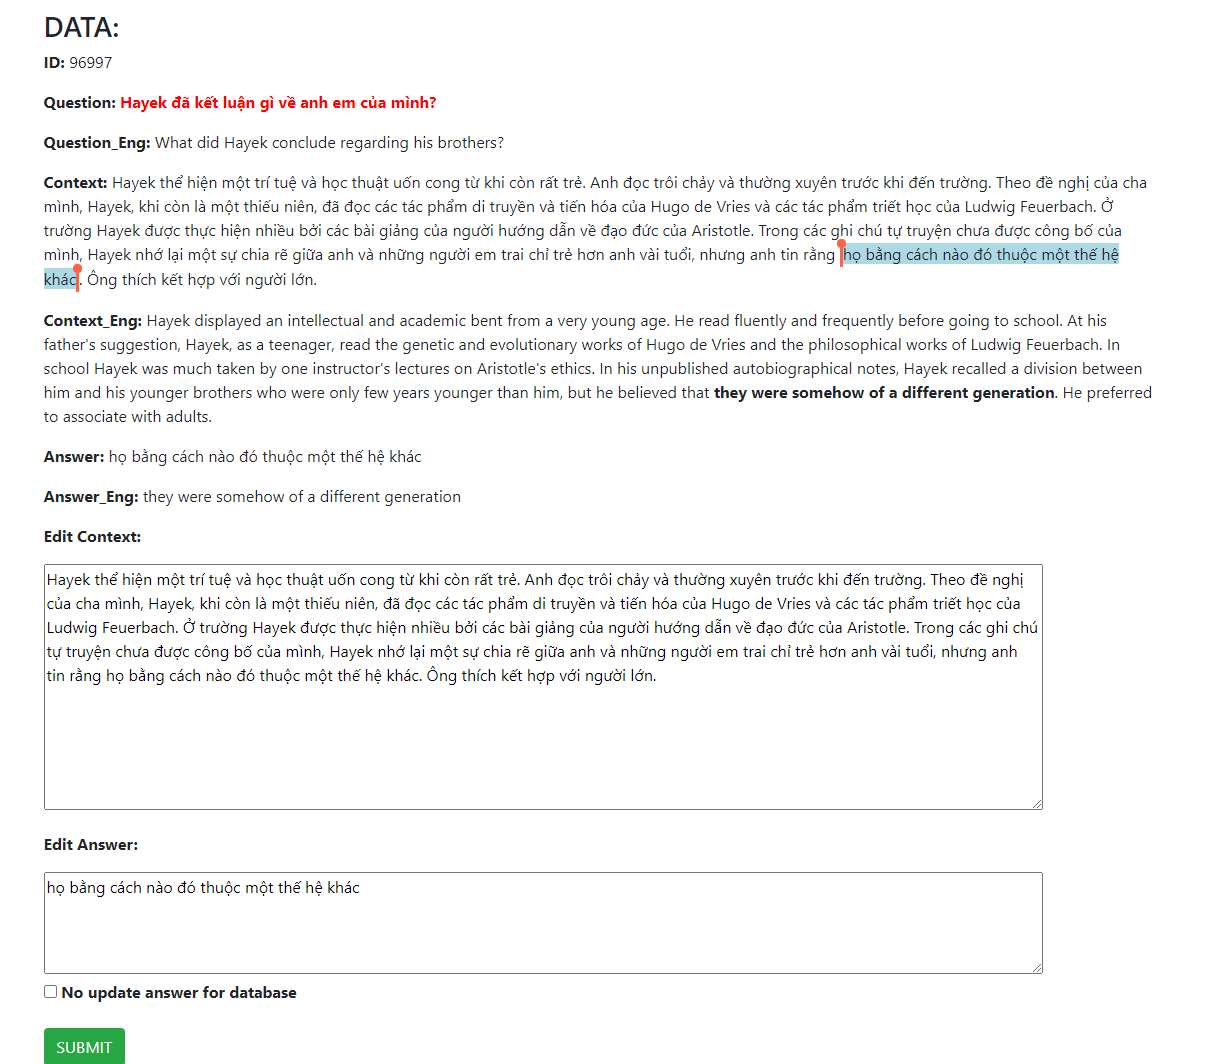 DATA:
ID: 96997
Question: Hayek đã kết luận gì về anh em của mình?
Question_Eng: What did Hayek conclude regarding his brothers?
Context: Hayek thể hiện một trí tuệ và học thuật uốn cong từ khi còn rất trẻ. Anh đọc trôi chảy và thường xuyên trước khi đến trường. Theo đề nghị của cha
mình, Hayek, khi còn là một thiếu niên, đã đọc các tác phẩm di truyền và tiến hóa của Hugo de Vries và các tác phẩm triết học của Ludwig Feuerbach. Ở
trường Hayek được thực hiện nhiều bởi các bài giảng của người hướng dẫn về đạo đức của Aristotle. Trong các ghi chú tự truyện chưa được công bố của
mình, Hayek nhớ lại một sự chia rẽ giữa anh và những người em trai chỉ trẻ hơn anh vài tuổi, nhưng anh tin rằng họ bằng cách nào đó thuộc một thế hệ
khác. Ông thích kết hợp với người lớn.
Context_Eng: Hayek displayed an intellectual and academic bent from a very young age. He read fluently and frequently before going to school. At his
father's suggestion, Hayek, as a teenager, read the genetic and evolutionary works of Hugo de Vries and the philosophical works of Ludwig Feuerbach. In
school Hayek was much taken by one instructor's lectures on Aristotle's ethics. In his unpublished autobiographical notes, Hayek recalled a division between
him and his younger brothers who were only few years younger than him, but he believed that they were somehow of a different generation. He preferred
to associate with adults.
Answer: họ bằng cách nào đó thuộc một thế hệ khác
Answer_Eng: they were somehow of a different generation
Edit Context:
Hayek thể hiện một trí tuệ và học thuật uốn cong từ khi còn rất trẻ. Anh đọc trôi chảy và thường xuyên trước khi đến trường. Theo đề nghị
của cha mình, Hayek, khi còn là một thiếu niên, đã đọc các tác phẩm di truyền và tiến hóa của Hugo de Vries và các tác phẩm triết học của
Ludwig Feuerbach. Ở trường Hayek được thực hiện nhiều bởi các bài giảng của người hướng dẫn về đạo đức của Aristotle. Trong các ghi chú
tự truyện chưa được công bố của mình, Hayek nhớ lại một sự chia rẽ giữa anh và những người em trai chỉ trẻ hơn anh vài tuổi, nhưng anh
tin rằng họ bằng cách nào đó thuộc một thế hệ khác. Ông thích kết hợp với người lớn.
Edit Answer:
họ bằng cách nào đó thuộc một thế hệ khác
No update answer for database
SUBMIT